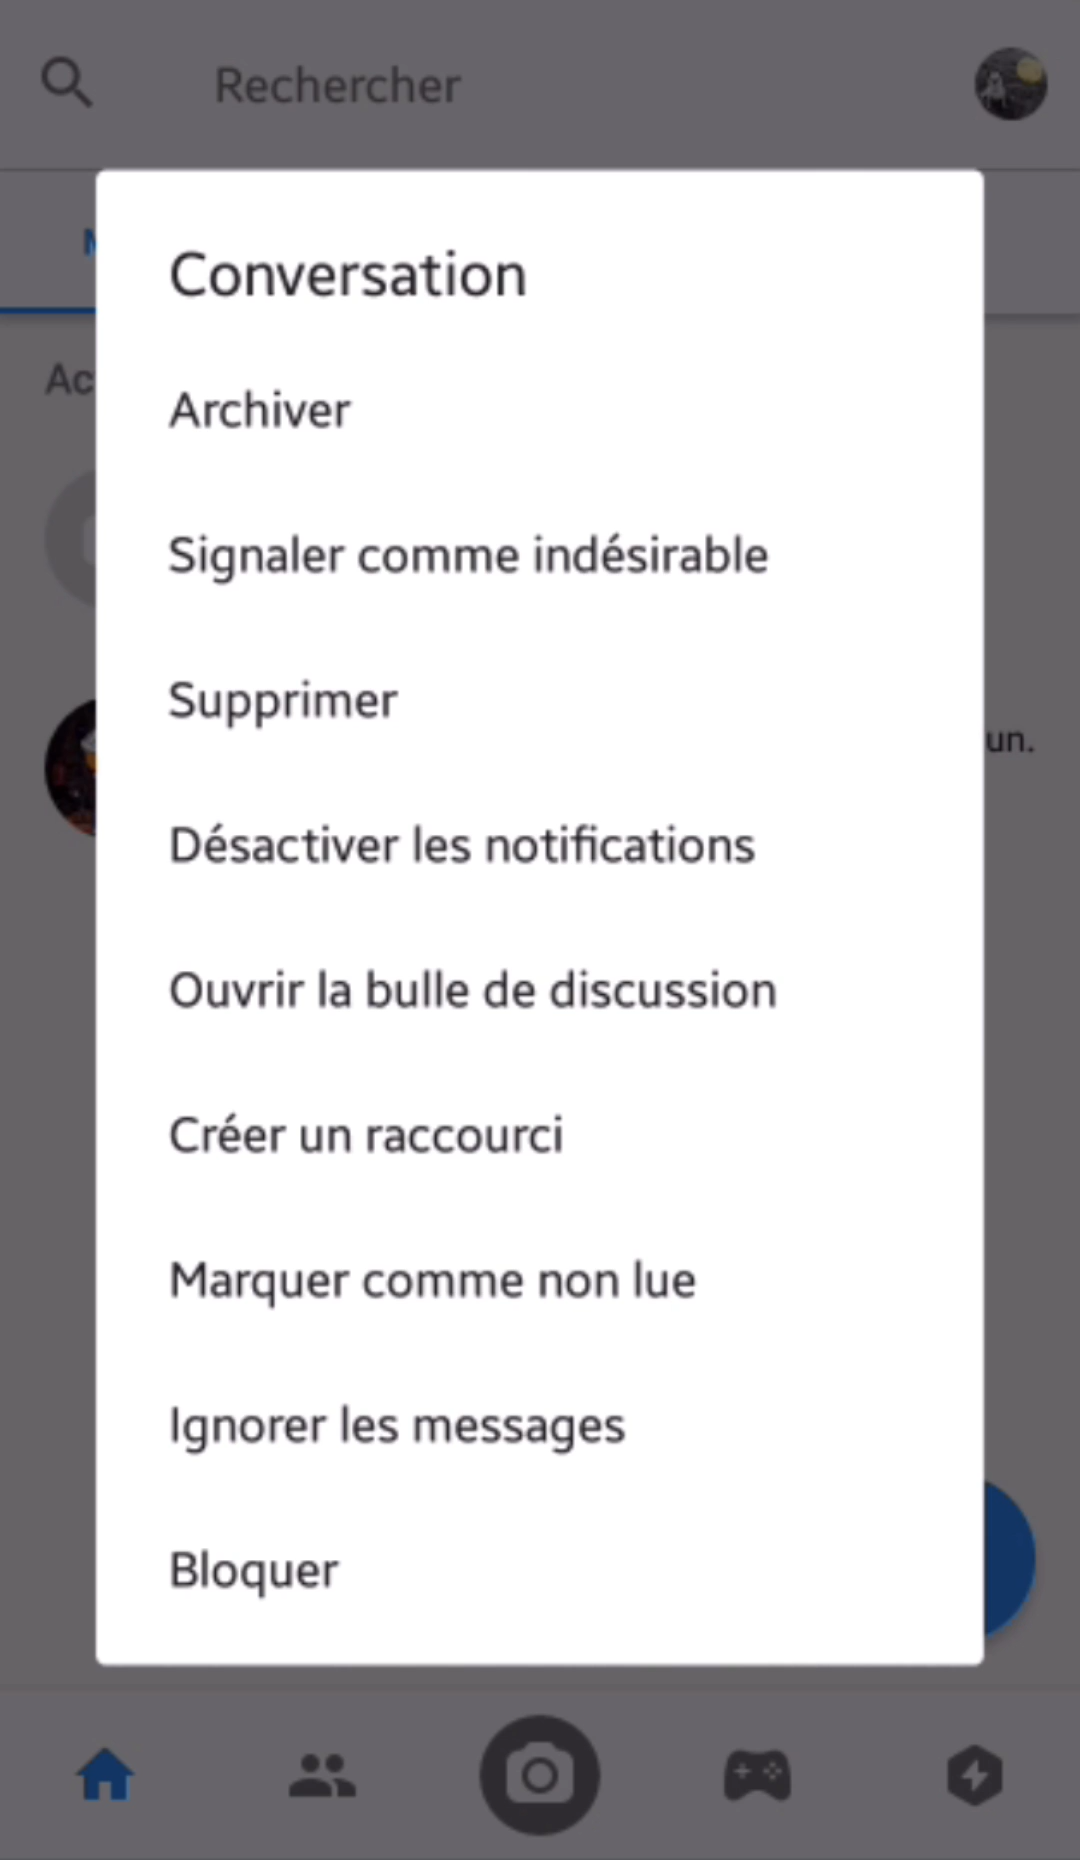 Rechercher
Conversation
Archiver
Signaler comme indésirable
Supprimer
un.
Désactiver les notifications
Ouvrir la bulle de discussion
Créer un raccourci
Marquer comme non lue
Ignorer les messages
Bloquer